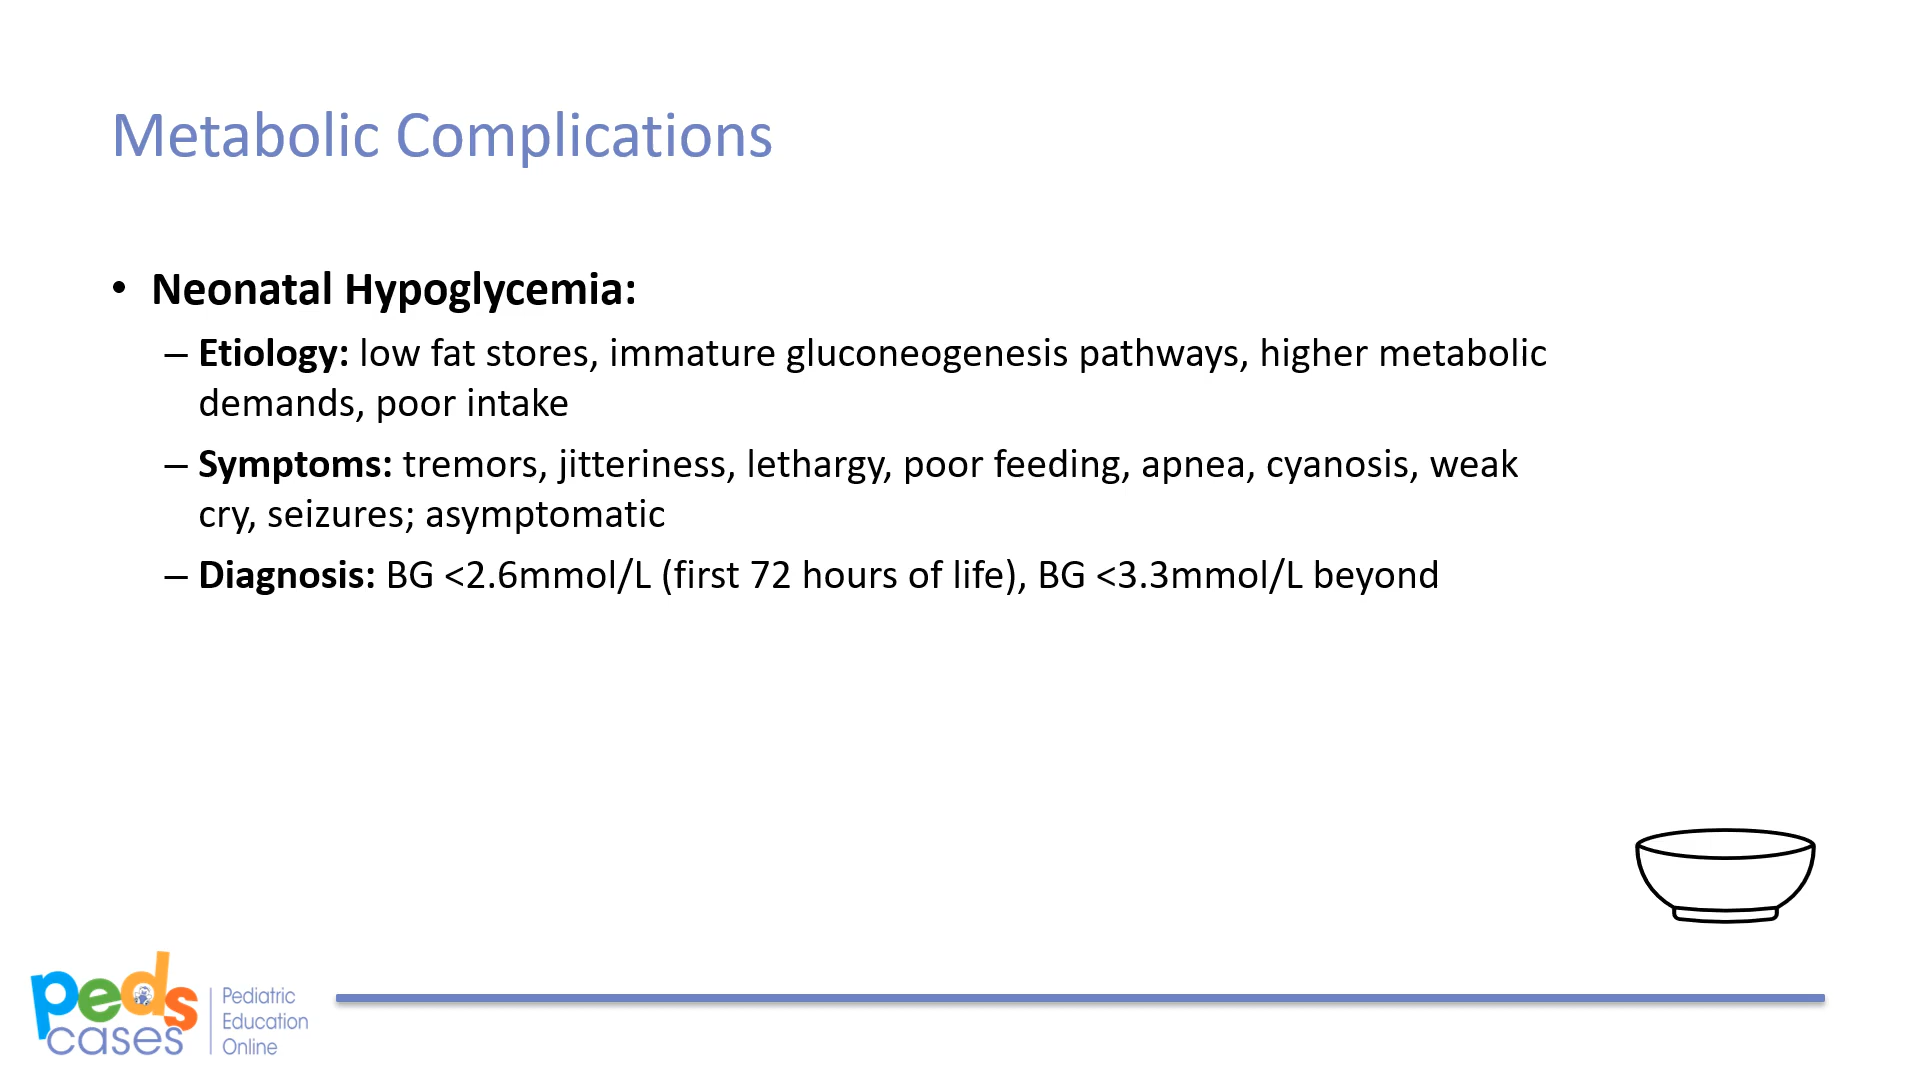 Metabolic Complications
• Neonatal Hypoglycemia:
– Etiology: low fat stores, immature gluconeogenesis pathways, higher metabolic
demands, poor intake
– Symptoms: tremors, jitteriness, lethargy, poor feeding, apnea, cyanosis, weak
cry, seizures; asymptomatic
– Diagnosis: BG <2.6mmol/L (first 72 hours of life), BG <3.3mmol/L beyond
peds
cases
Pediatric
Education
Online